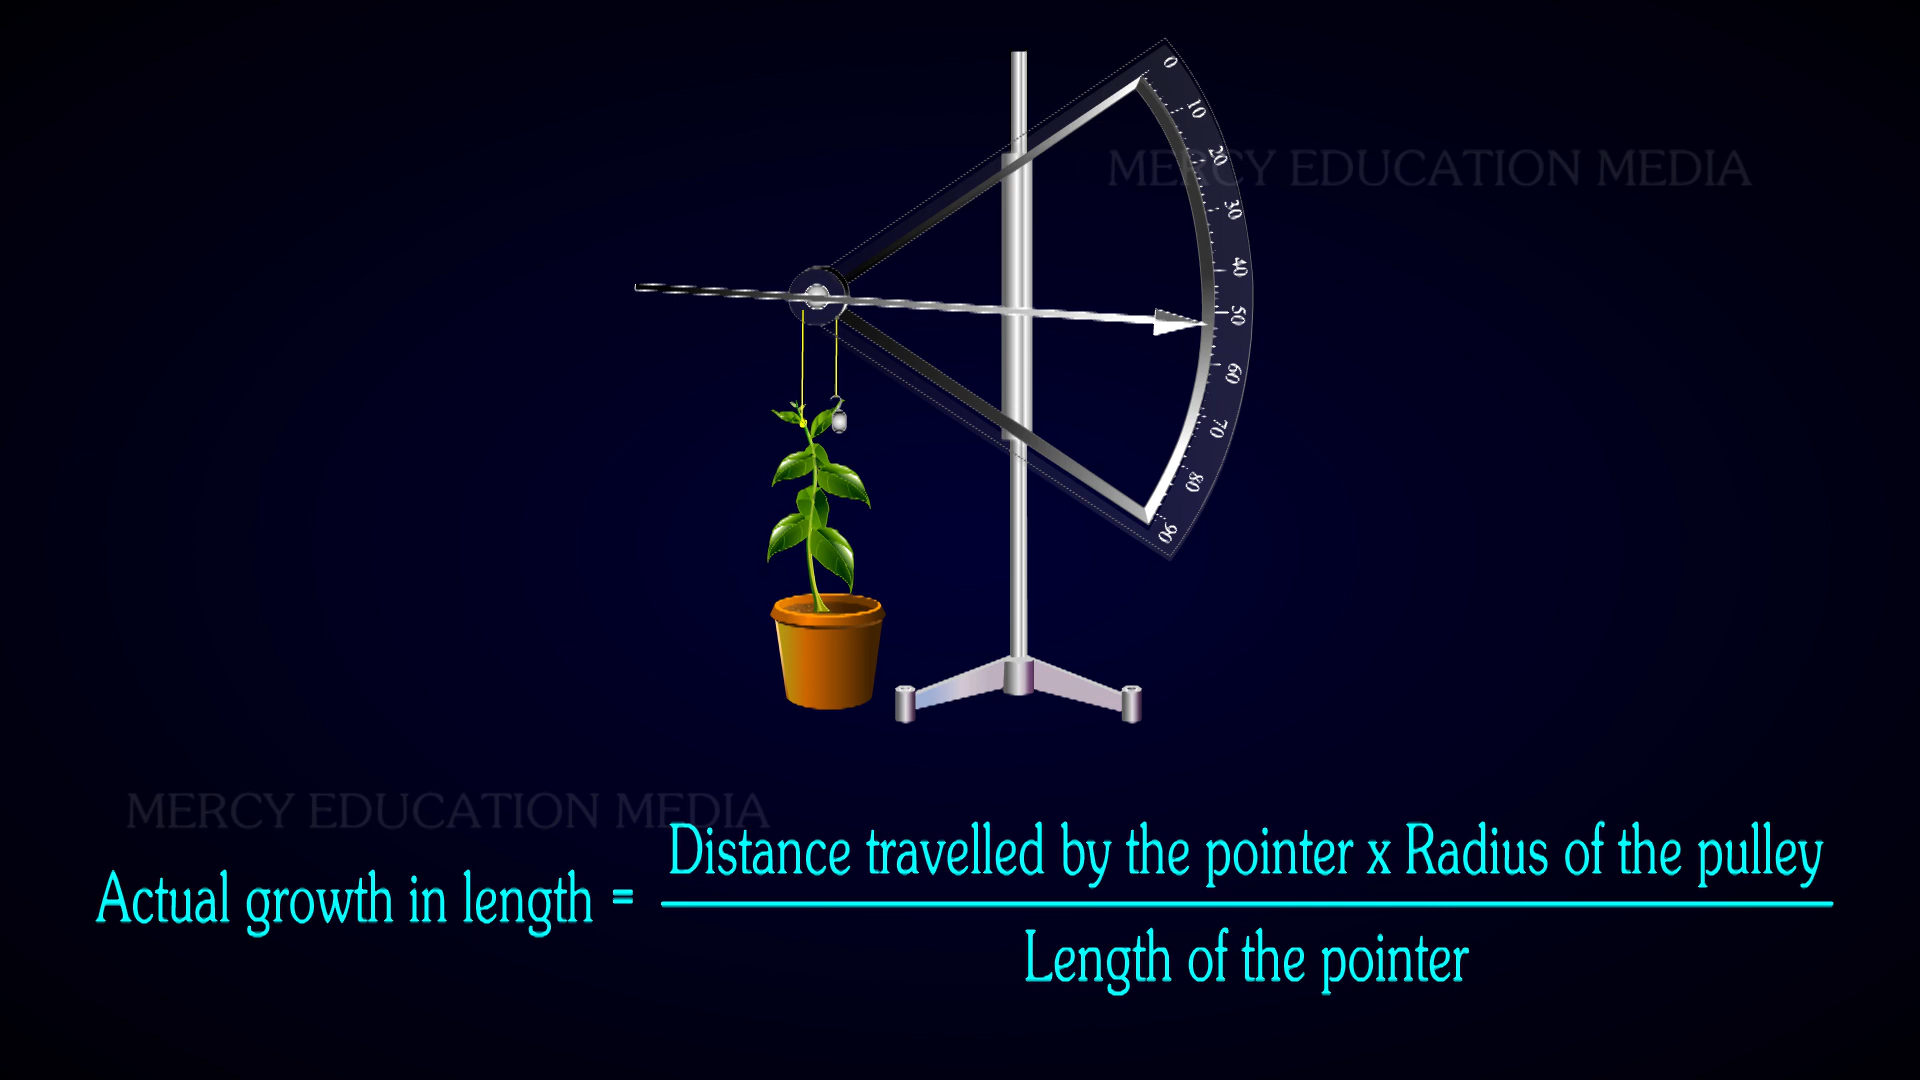 0
10
20
30
40
50
60
70
80
90
MERCY EDUCATION MEDIA
MERCY EDUCATION MEDIA
Distance travelled by the pointer x Radius of the pulley
Actual growth in length =
Length of the pointer